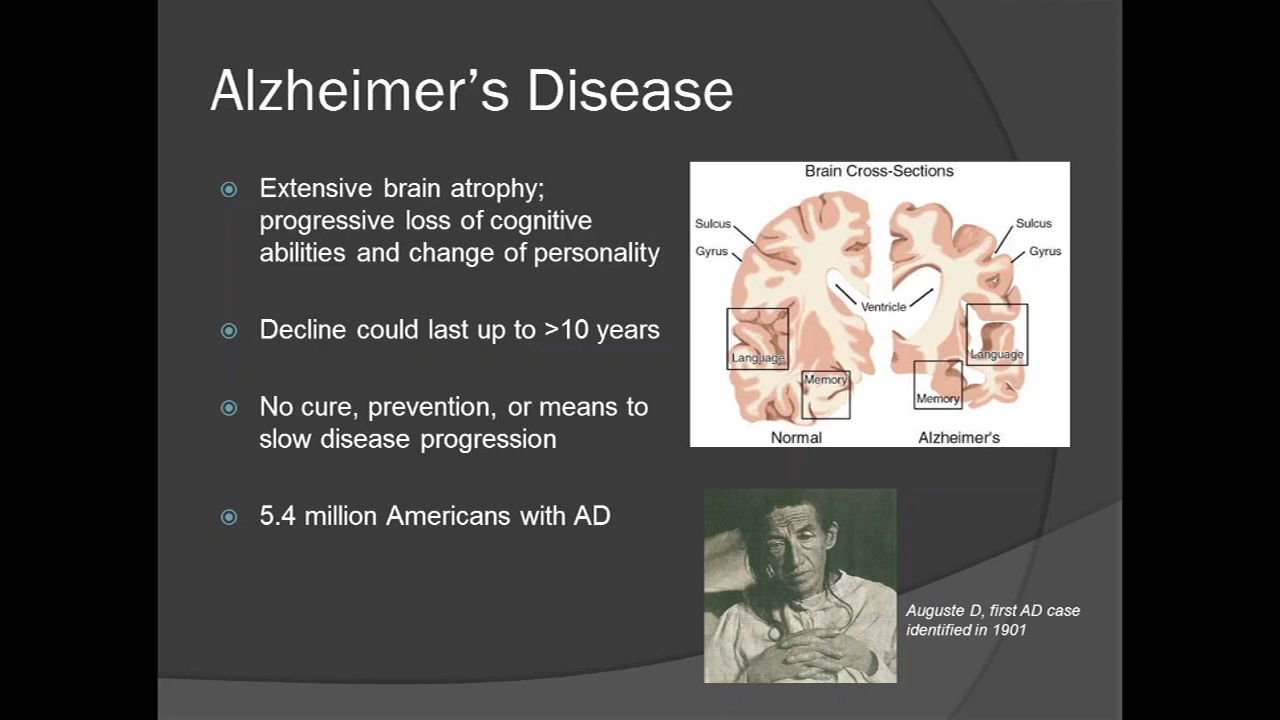 Alzheimer's Disease
Extensive brain atrophy;
progressive loss of cognitive
abilities and change of personality
Decline could last up to >10 years
No cure, prevention, or means to
slow disease progression
5.4 million Americans with AD
Brain Cross-Sections
Sulcus
Gyrus
Sulcus
Gyrus
Ventricle
Language
Memory
Language
Memory
Normal
Alzheimer's
Auguste D, first AD case
identified in 1901